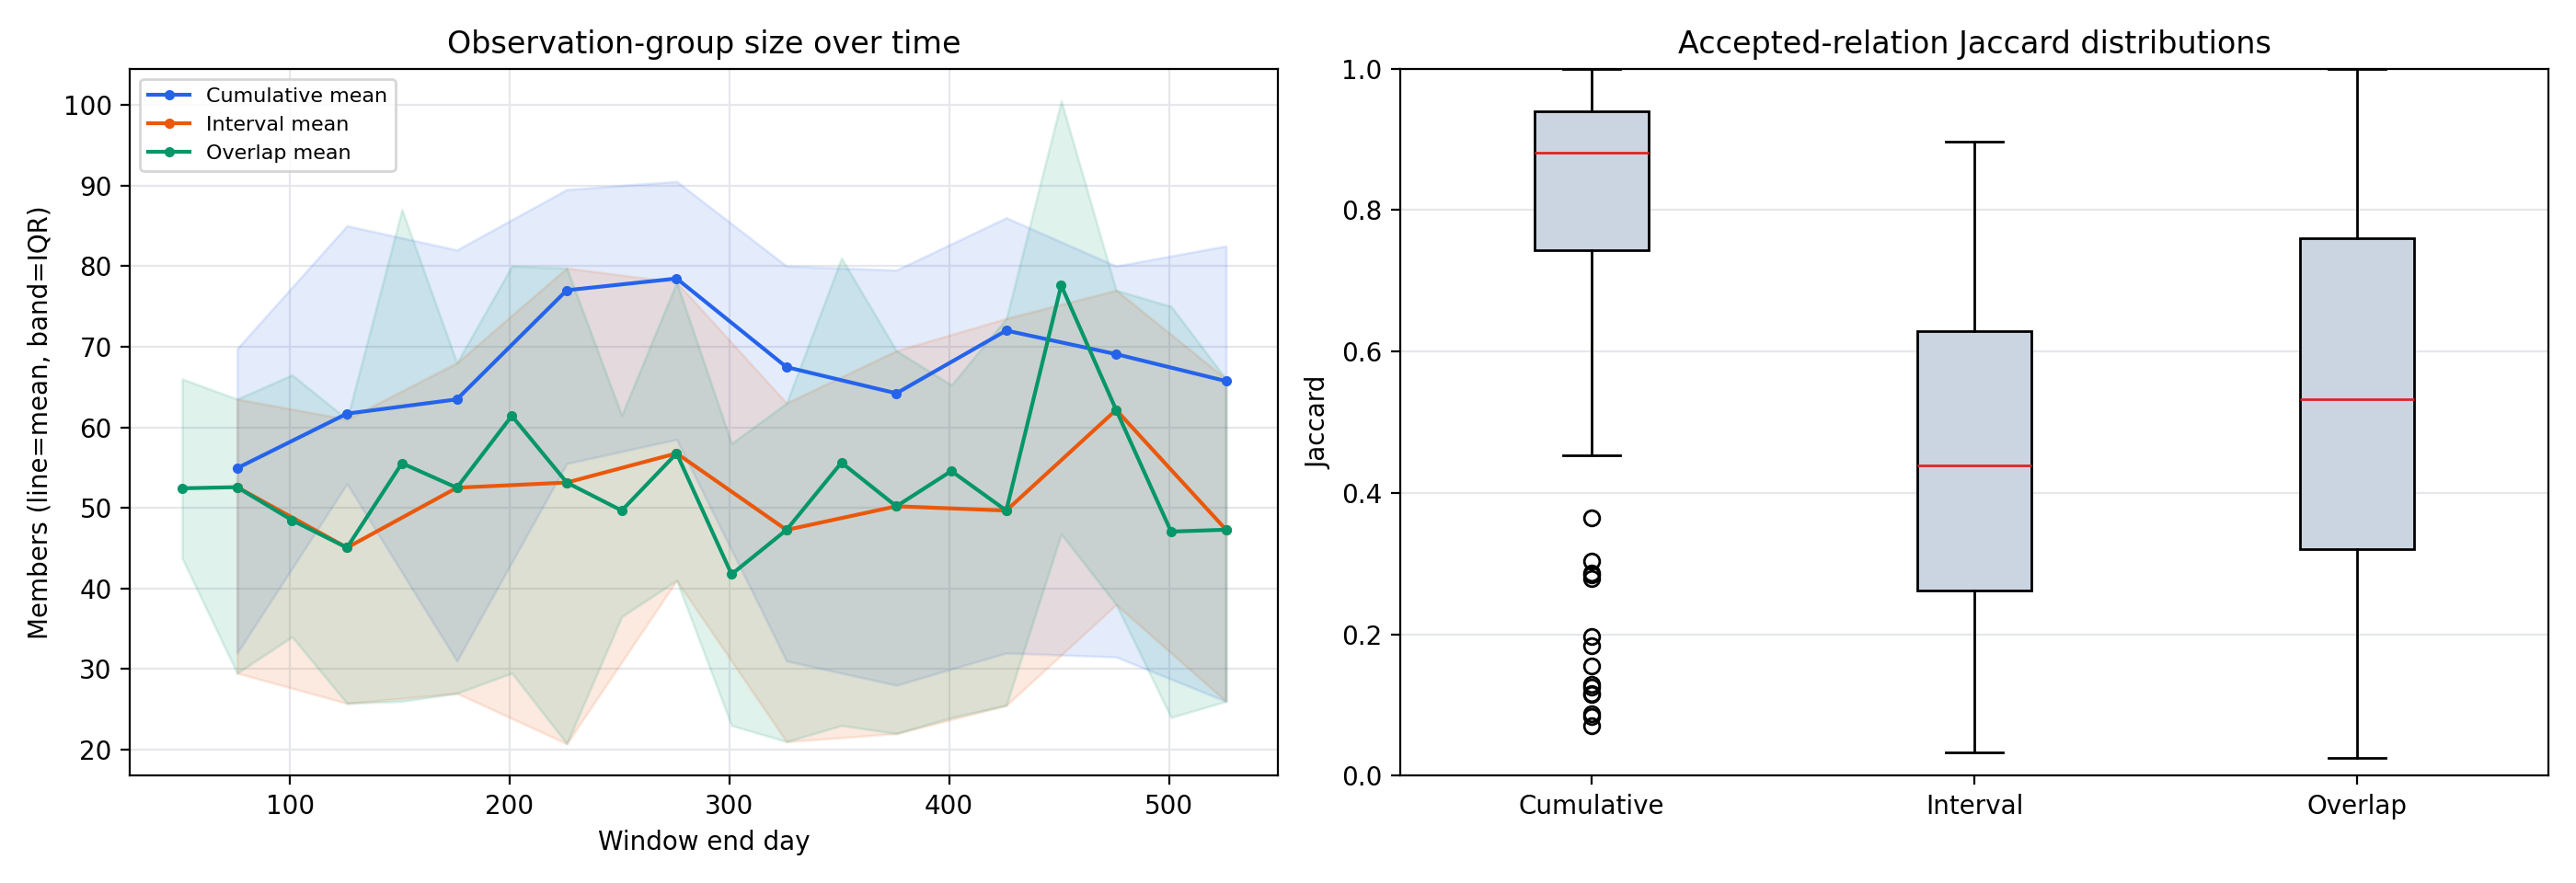 Observation-group size over time
Cumulative mean
Interval mean
Overlap mean
100
90
80
70
60
50
40
30
20
Members (line=mean, band=IQR)
100
200
300
400
500
Window end day
Accepted-relation Jaccard distributions
1.0
0.8
0.6
0.4
0.2
0.0
Jaccard
Cumulative
Interval
Overlap